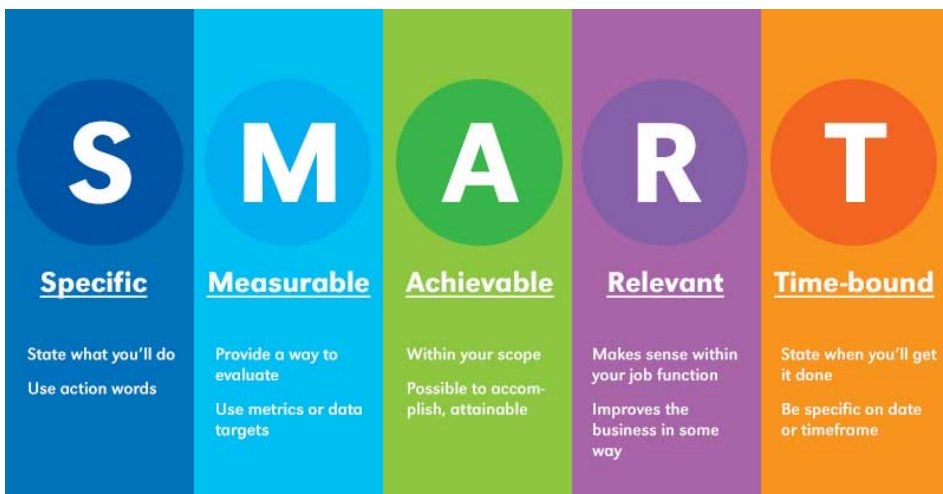 S
Specific
State what you'll do
Use action words
M
Measurable
Provide a way to
evaluate
Use metrics or data
targets
A
Achievable
Within your scope
Possible to accom-
plish, attainable
R
Relevant
Makes sense within
your job function
Improves the
business in some
way
T
Time-bound
State when you'll get
it done
Be specific on date
or timeframe